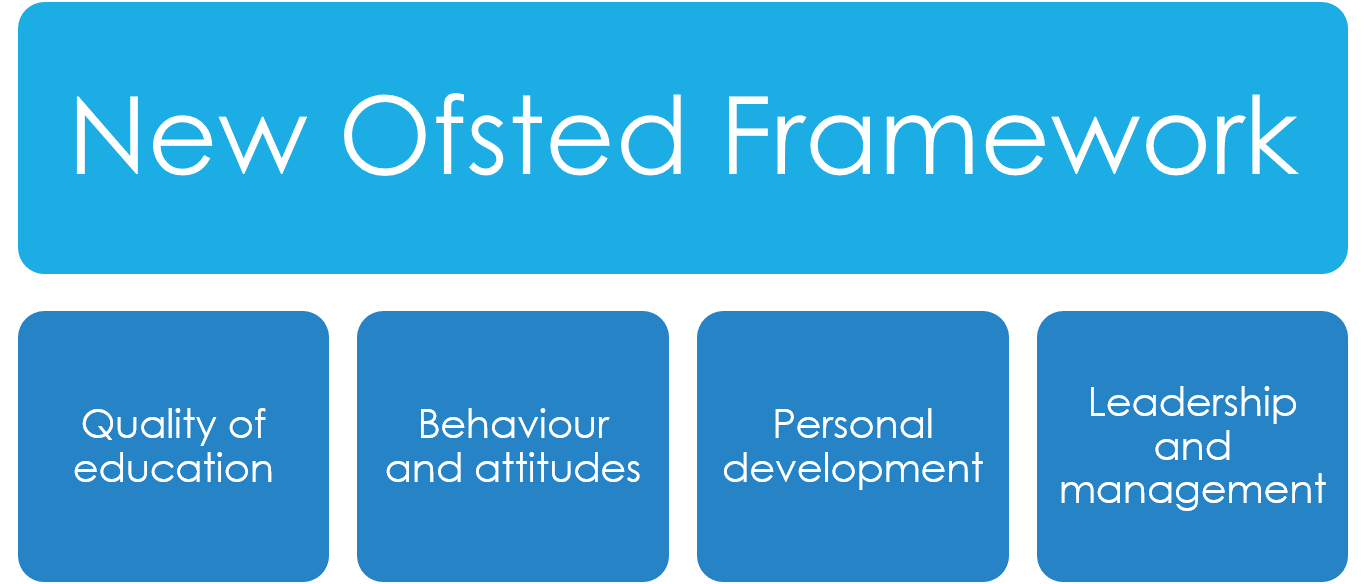 New Ofsted Framework
Quality of
education
Behaviour
and attitudes
Personal
development
Leadership
and
management